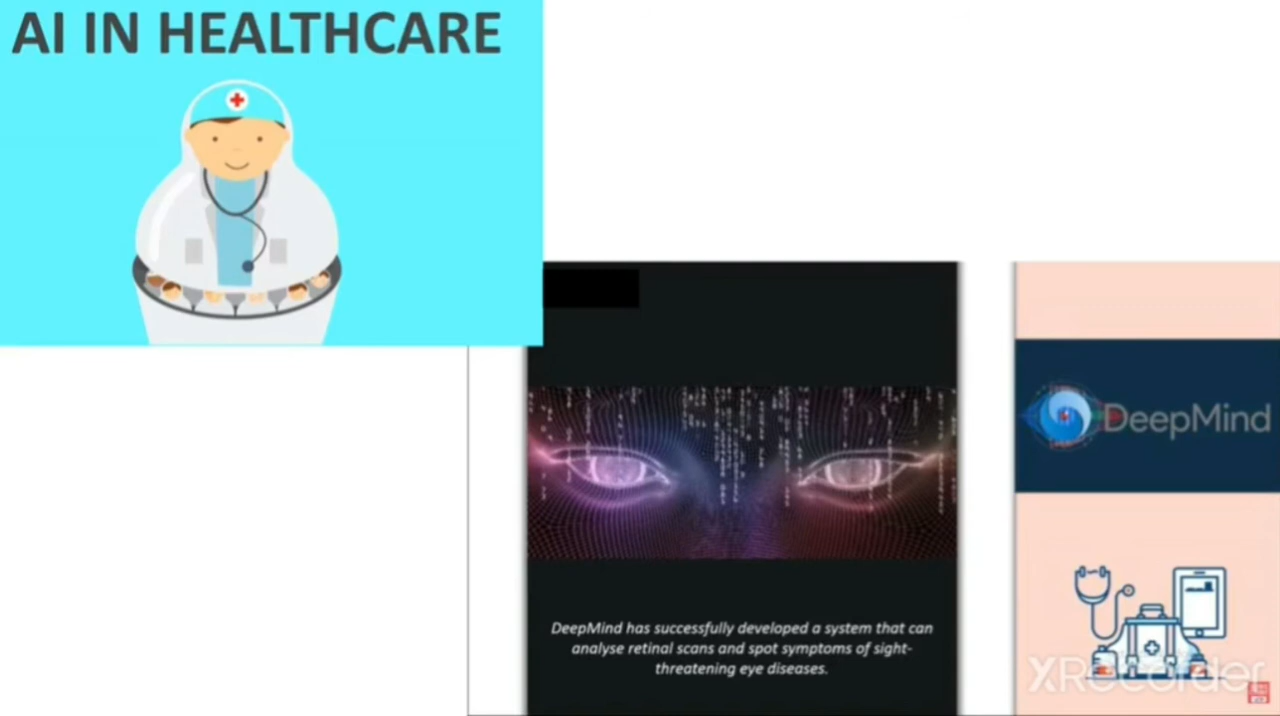 AI IN HEALTHCARE
DeepMind
DeepMind has successfully developed a system that can
analyse retinal scans and spot symptoms of sight-
threatening eye diseases.
XRecorder